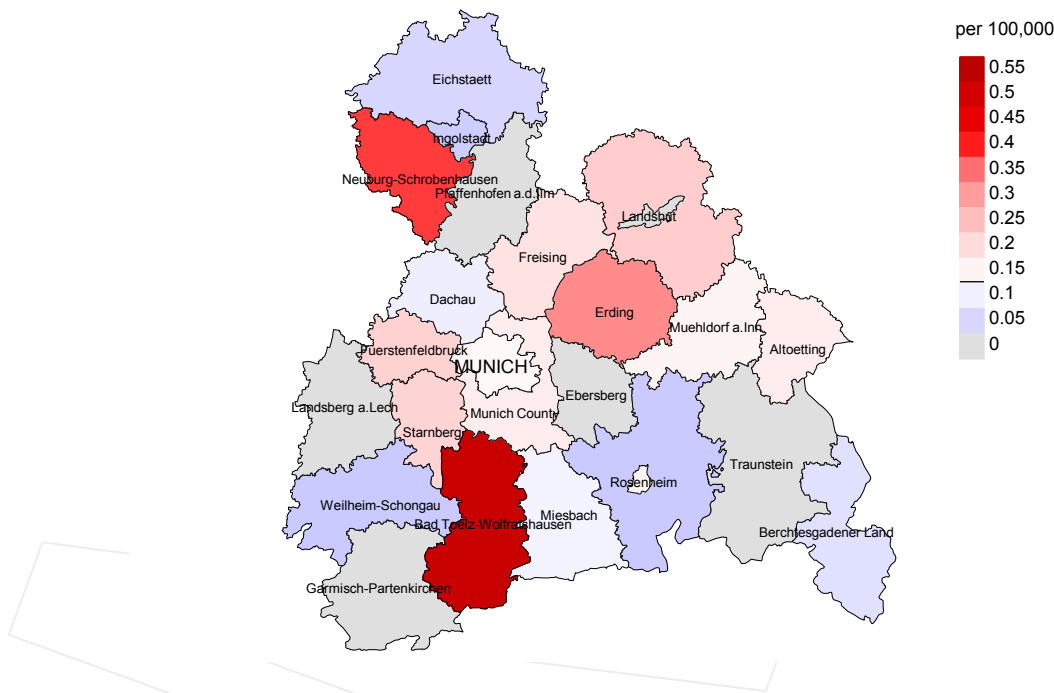 per 100,000
0.55
0.5
0.45
0.4
0.35
0.3
0.25
0.2
0.15
0.1
0.05
0
Eichstaett
Ingolstadt
Neuburg-Schrobenhausen
Pfaffenhofen a.d.Ilm
Landshut
Freising
Dachau
Erding
Muehldorf a.Inn
Altoetting
Fuerstenfeldbruck
MUNICH
Ebersberg
Landsberg a.Lech
Munich County
Starnberg
Traunstein
Rosenheim
Weilheim-Schongau
Miesbach
Bad Toelz-Wolfratshausen
Berchtesgadener Land
Garmisch-Partenkirchen